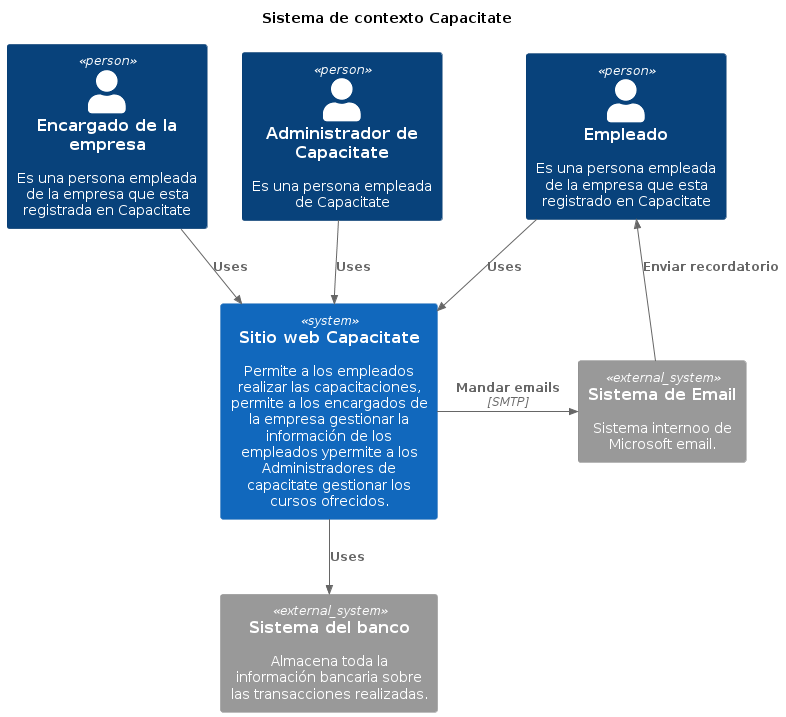 Sistema de contexto Capacitate
«person»
Encargado de la
empresa
Es una persona empleada
de la empresa que esta
registrada en Capacitate
«person»
Administrador de
Capacitate
Es una persona empleada
de Capacitate
«person»
Empleado
Es una persona empleada
de la empresa que esta
registrado en Capacitate
Uses
Uses
Uses
Enviar recordatorio
«system»
Sitio web Capacitate
Permite a los empleados
realizar las capacitaciones,
permite a los encargados de
la empresa gestionar la
información de los
empleados ypermite a los
Administradores de
capacitate gestionar los
cursos ofrecidos.
Mandar emails
[SMTP]
«external_system»
Sistema de Email
Sistema internoo de
Microsoft email.
Uses
«external_system»
Sistema del banco
Almacena toda la
información bancaria sobre
las transacciones realizadas.